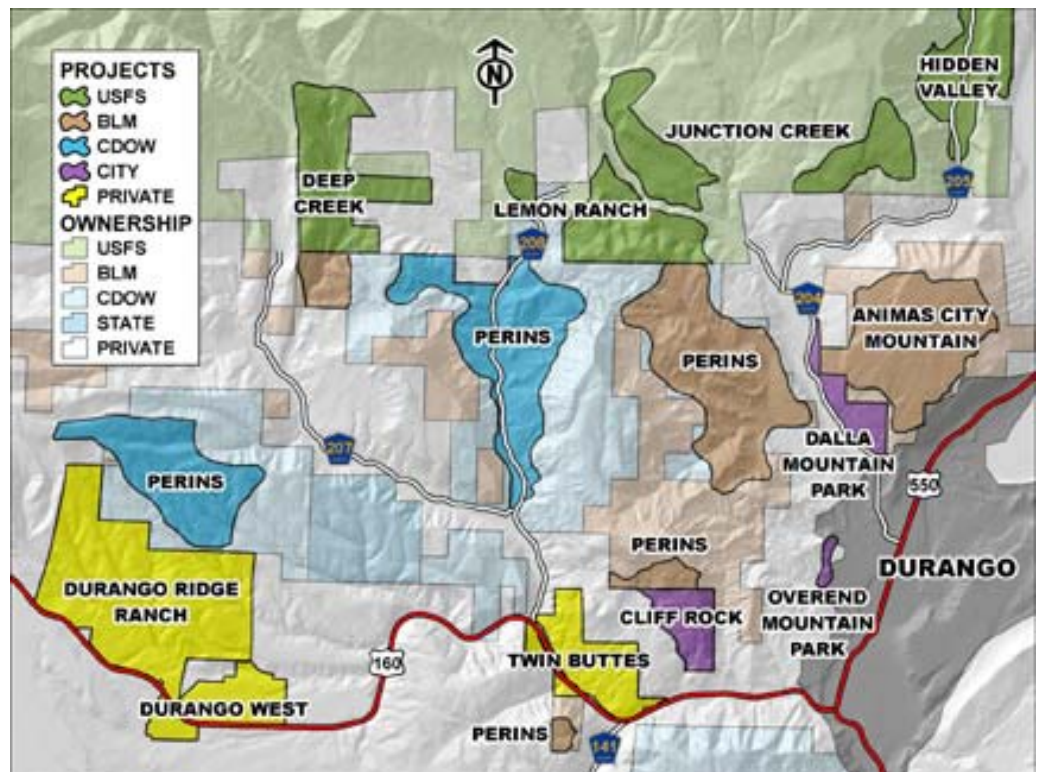 PROJECTS
USFS
BLM
CDOW
CITY
PRIVATE
OWNERSHIP
USFS
BLM
CDOW
STATE
PRIVATE
N
HIDDEN
VALLEY
JUNCTION CREEK
DEEP
CREEK
LEMON RANCH
205
208
204
ANIMAS CITY
MOUNTAIN
PERINS
PERINS
DALLA
MOUNTAIN
PARK
207
PERINS
550
PERINS
DURANGO
DURANGO RIDGE
RANCH
CLIFF ROCK
OVEREND
MOUNTAIN
PARK
160
TWIN BUTTES
DURANGO WEST
PERINS
141